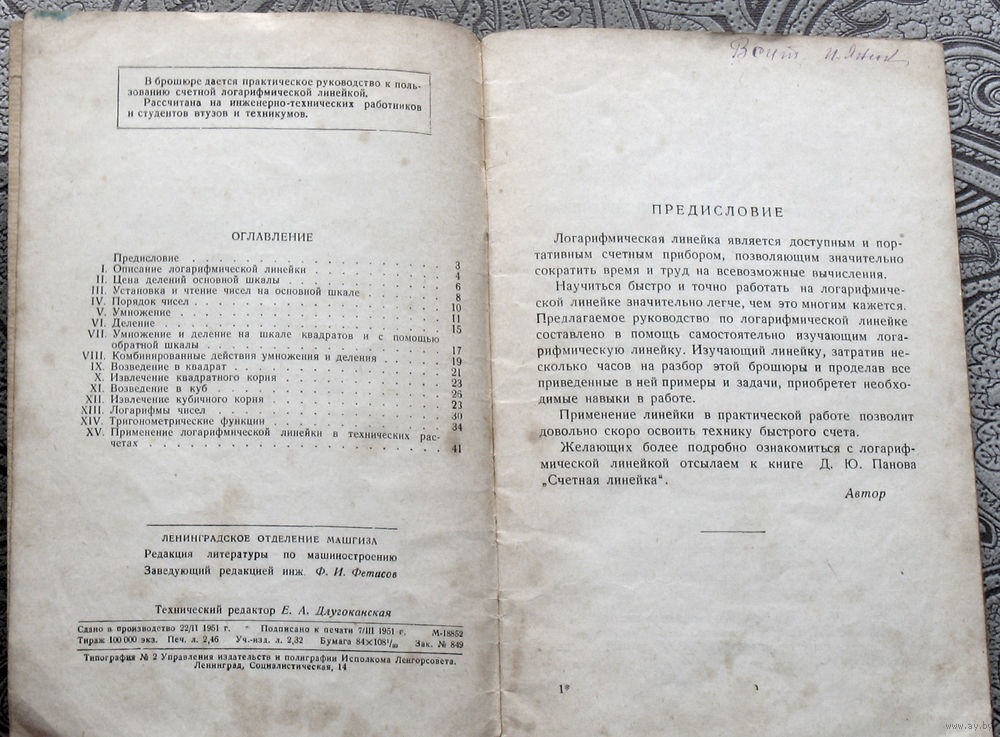 В брошюре дается практическое руководство к поль-
зованию счетной логарифмической линейкой.
Рассчитана на инженерно-технических работников
и студентов втузов и техникумов.
ОГЛАВЛЕНИЕ
Предисловие . . . 3
I. Описание логарифмической линейки . . . 4
II. Цена делений основной шкалы . . . 6
III. Установка и чтение чисел на основной шкале . . . 8
IV. Порядок чисел . . . 10
V. Умножение . . . 11
VI. Деление . . . 15
VII. Умножение и деление на шкале квадратов и с помощью
обратной шкалы . . . 17
VIII. Комбинированные действия умножения и деления . . . 19
IX. Возведение в квадрат . . . 21
X. Извлечение квадратного корня . . . 23
XI. Возведение в куб . . . 26
XII. Извлечение кубичного корня . . . 23
XIII. Логарифмы чисел . . . 30
XIV. Тригонометрические функции . . . 34
XV. Применение логарифмической линейки в технических рас-
четах . . . 41
ЛЕНИНГРАДСКОЕ ОТДЕЛЕНИЕ МАШГИЗА
Редакция литературы по машиностроению
Заведующий редакцией инж. Ф. И. Фетисов
Технический редактор Е. А. Длугоканская
Сдано в производство 22/II 1951 г. Подписано к печати 7/III 1951 г. М-18852
Тираж 100 000 экз. Печ. л. 2,46 Уч.-изд. л. 2,32 Бумага 84×108¹/₃₂ Зак. № 849
Типография № 2 Управления издательств и полиграфии Исполкома Ленгорсовета.
Ленинград, Социалистическая, 14
ПРЕДИСЛОВИЕ
Логарифмическая линейка является доступным и пор-
тативным счетным прибором, позволяющим значительно
сократить время и труд на всевозможные вычисления.
Научиться быстро и точно работать на логарифмиче-
ской линейке значительно легче, чем это многим кажется.
Предлагаемое руководство по логарифмической линейке
составлено в помощь самостоятельно изучающим лога-
рифмическую линейку. Изучающий линейку, затратив не-
сколько часов на разбор этой брошюры и проделав все
приведенные в ней примеры и задачи, приобретет необхо-
димые навыки в работе.
Применение линейки в практической работе позволит
довольно скоро освоить технику быстрого счета.
Желающих более подробно ознакомиться с логариф-
мической линейкой отсылаем к книге Д. Ю. Панова
„Счетная линейка“.
Автор
1*
www.ay.by